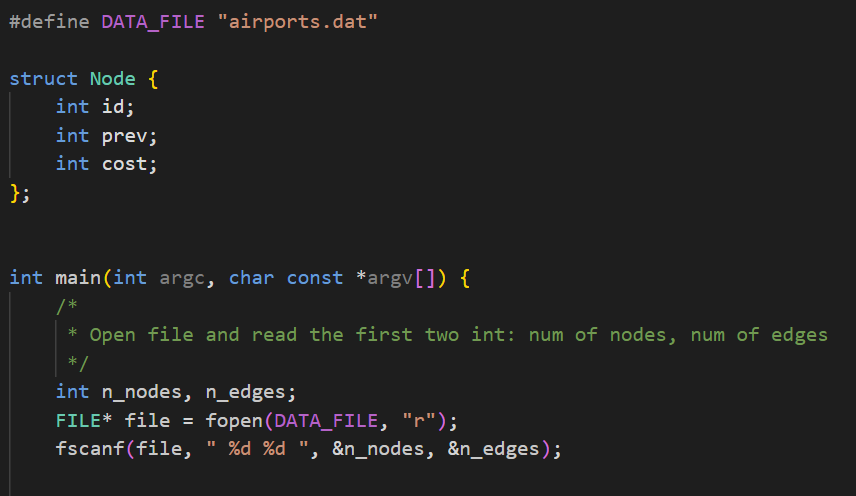 #define DATA_FILE "airports.dat"
struct Node {
    int id;
    int prev;
    int cost;
};
int main(int argc, char const *argv[]) {
    /*
     * Open file and read the first two int: num of nodes, num of edges
     */
    int n_nodes, n_edges;
    FILE* file = fopen(DATA_FILE, "r");
    fscanf(file, " %d %d ", &n_nodes, &n_edges);